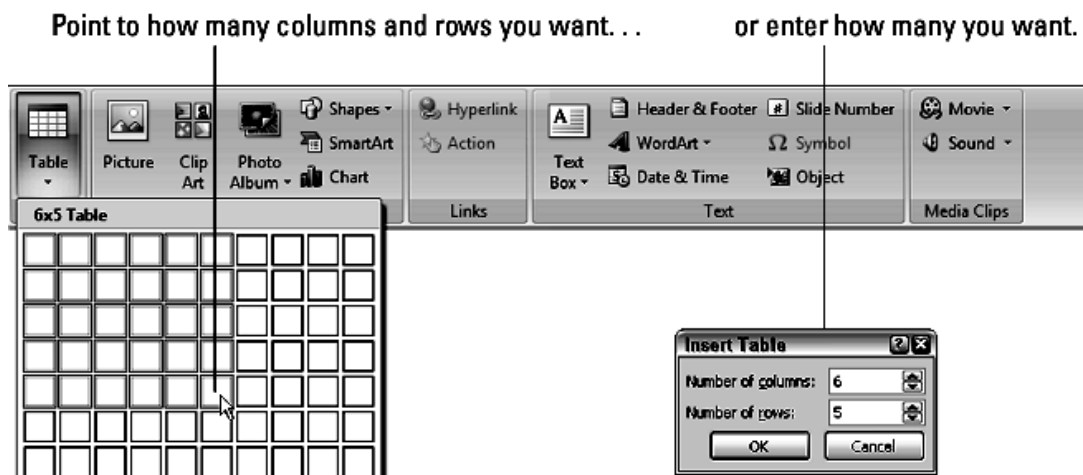 Point to how many columns and rows you want. . .
or enter how many you want.
Table
Picture
Clip
Art
Photo
Album
Shapes
SmartArt
Chart
Hyperlink
Action
Links
A
Text
Box
Header & Footer
WordArt
Date & Time
# Slide Number
Ω Symbol
Object
Text
Movie
Sound
Media Clips
6x5 Table
Insert Table ? X
Number of columns: 6
Number of rows: 5
OK Cancel